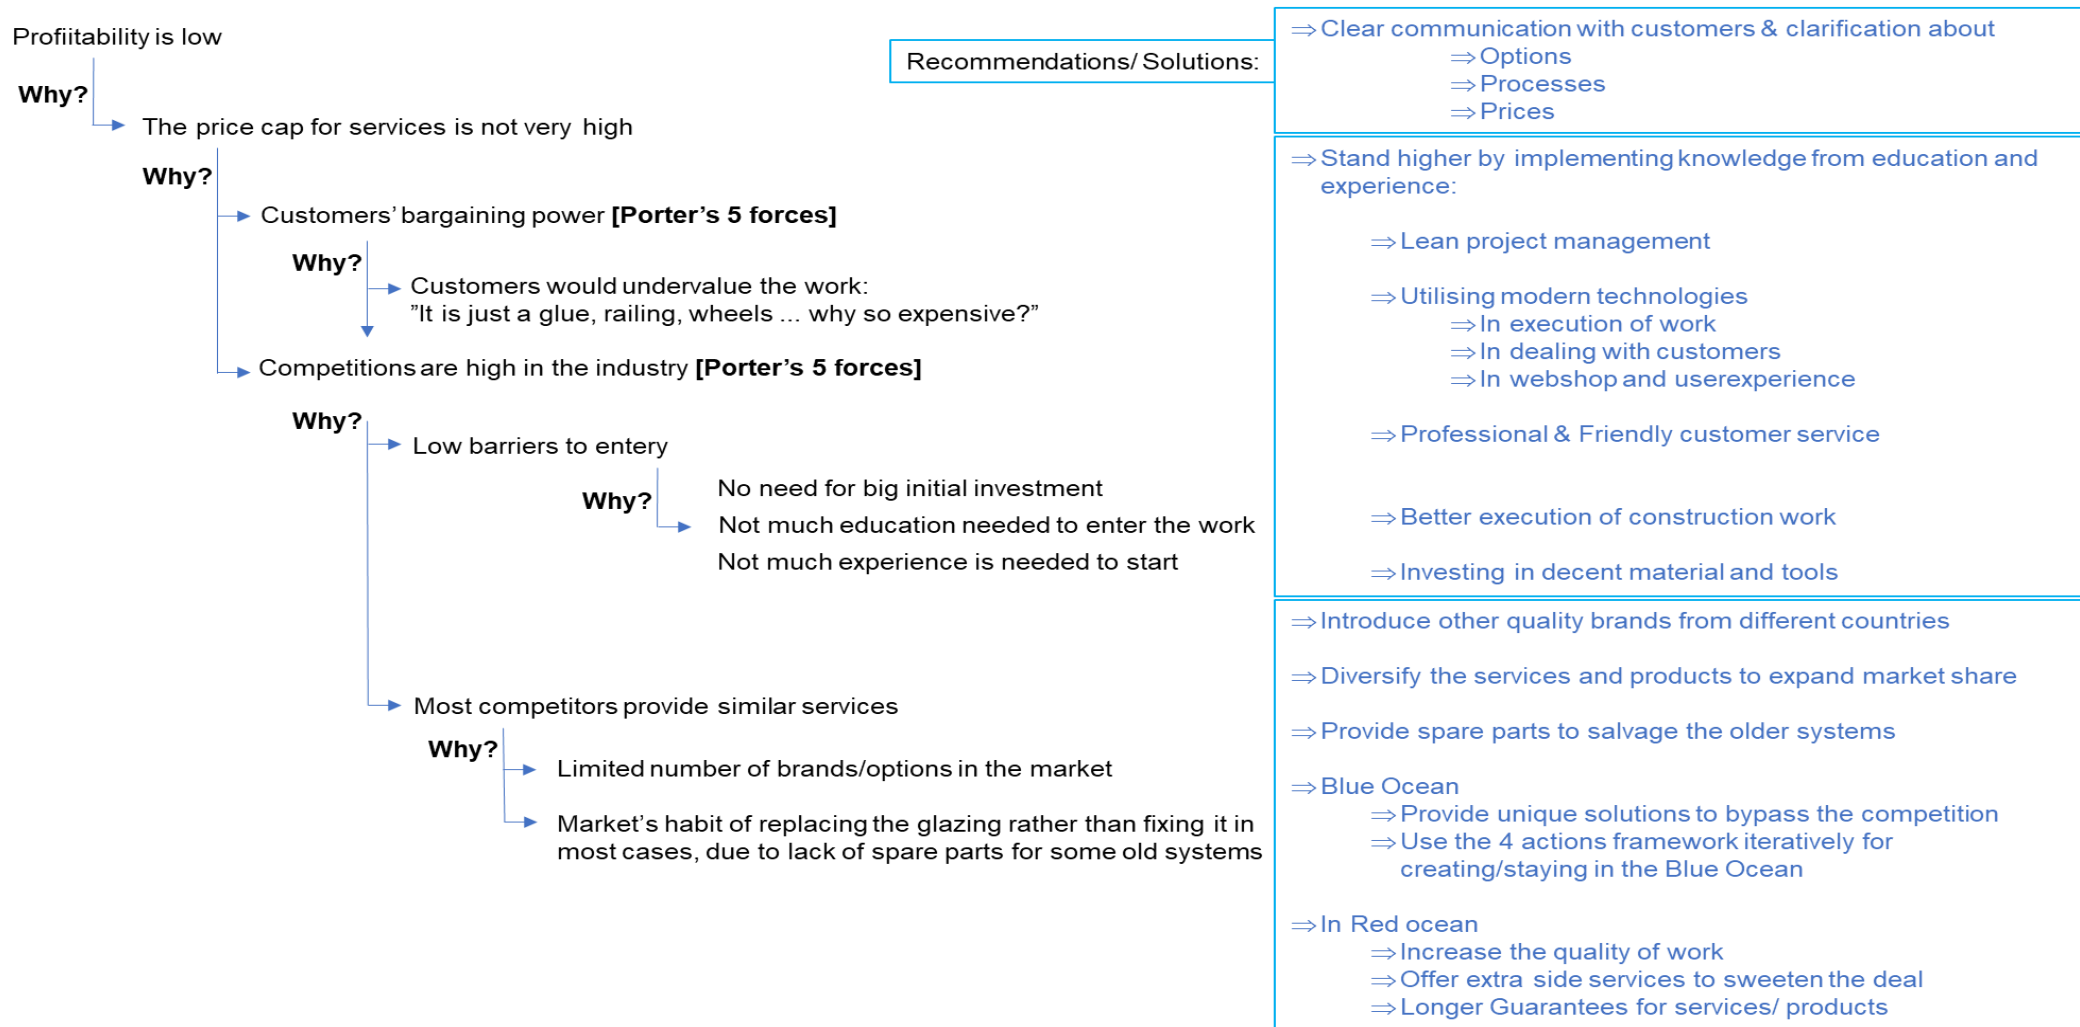 Profiitability is low
Why?
The price cap for services is not very high
Why?
Customers' bargaining power [Porter's 5 forces]
Why?
Customers would undervalue the work:
"It is just a glue, railing, wheels ... why so expensive?"
Competitions are high in the industry [Porter's 5 forces]
Why?
Low barriers to entery
Why?
No need for big initial investment
Not much education needed to enter the work
Not much experience is needed to start
Most competitors provide similar services
Why?
Limited number of brands/options in the market
Market's habit of replacing the glazing rather than fixing it in
most cases, due to lack of spare parts for some old systems
Recommendations/ Solutions:
⇒ Clear communication with customers & clarification about
⇒ Options
⇒ Processes
⇒ Prices
⇒ Stand higher by implementing knowledge from education and
experience:
⇒ Lean project management
⇒ Utilising modern technologies
⇒ In execution of work
⇒ In dealing with customers
⇒ In webshop and userexperience
⇒ Professional & Friendly customer service
⇒ Better execution of construction work
⇒ Investing in decent material and tools
⇒ Introduce other quality brands from different countries
⇒ Diversify the services and products to expand market share
⇒ Provide spare parts to salvage the older systems
⇒ Blue Ocean
⇒ Provide unique solutions to bypass the competition
⇒ Use the 4 actions framework iteratively for
creating/staying in the Blue Ocean
⇒ In Red ocean
⇒ Increase the quality of work
⇒ Offer extra side services to sweeten the deal
⇒ Longer Guarantees for services/ products